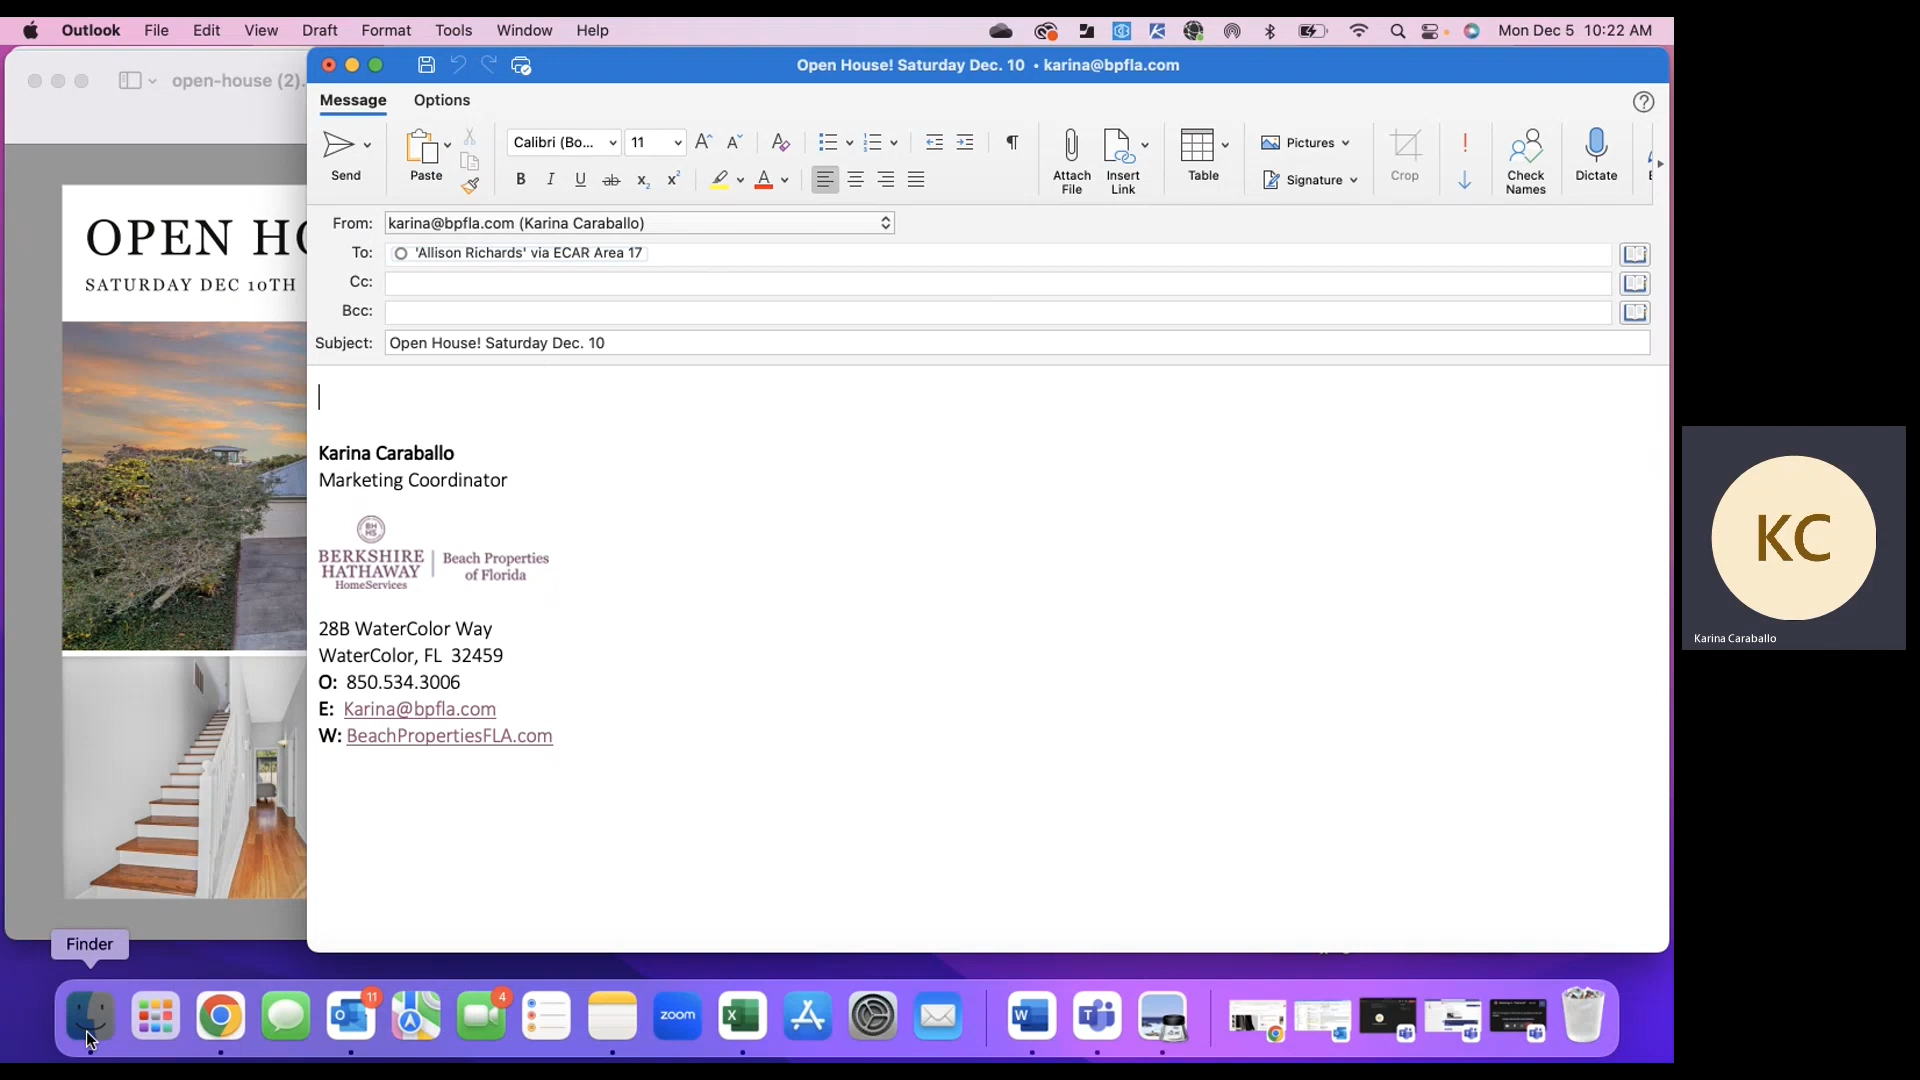 Outlook File Edit View Draft Format Tools Window Help
Mon Dec 5 10:22 AM
open-house (2).
Open House! Saturday Dec. 10 • karina@bpfla.com
Message Options
Calibri (Bo... 11
Send Paste
Attach File
Insert Link
Table
Pictures
Signature
Crop
Check Names
Dictate
From: karina@bpfla.com (Karina Caraballo)
To: 'Allison Richards' via ECAR Area 17
Cc:
Bcc:
Subject: Open House! Saturday Dec. 10
OPEN HO
SATURDAY DEC 10TH
Karina Caraballo
Marketing Coordinator
BH
HS
BERKSHIRE
HATHAWAY
HomeServices
Beach Properties
of Florida
28B WaterColor Way
WaterColor, FL 32459
O: 850.534.3006
E: Karina@bpfla.com
W: BeachPropertiesFLA.com
KC
Karina Caraballo
Finder
11
4
zoom